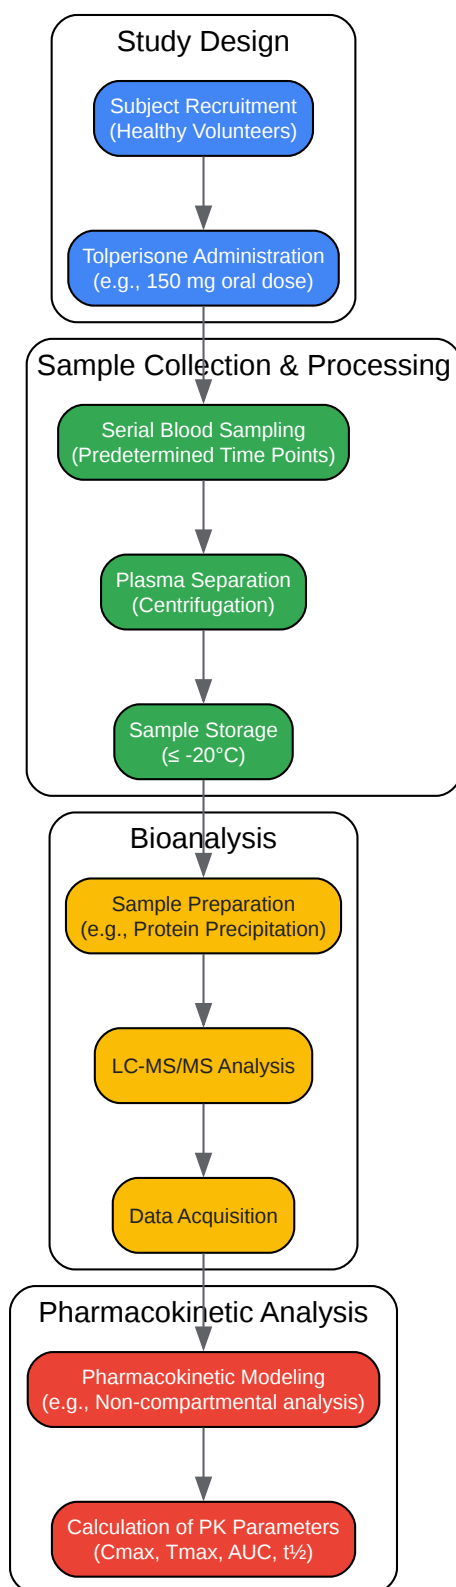 Study Design
Subject Recruitment
(Healthy Volunteers)
Tolperisone Administration
(e.g., 150 mg oral dose)
Sample Collection & Processing
Serial Blood Sampling
(Predetermined Time Points)
Plasma Separation
(Centrifugation)
Sample Storage
(≤ -20°C)
Bioanalysis
Sample Preparation
(e.g., Protein Precipitation)
LC-MS/MS Analysis
Data Acquisition
Pharmacokinetic Analysis
Pharmacokinetic Modeling
(e.g., Non-compartmental analysis)
Calculation of PK Parameters
(Cmax, Tmax, AUC, t½)